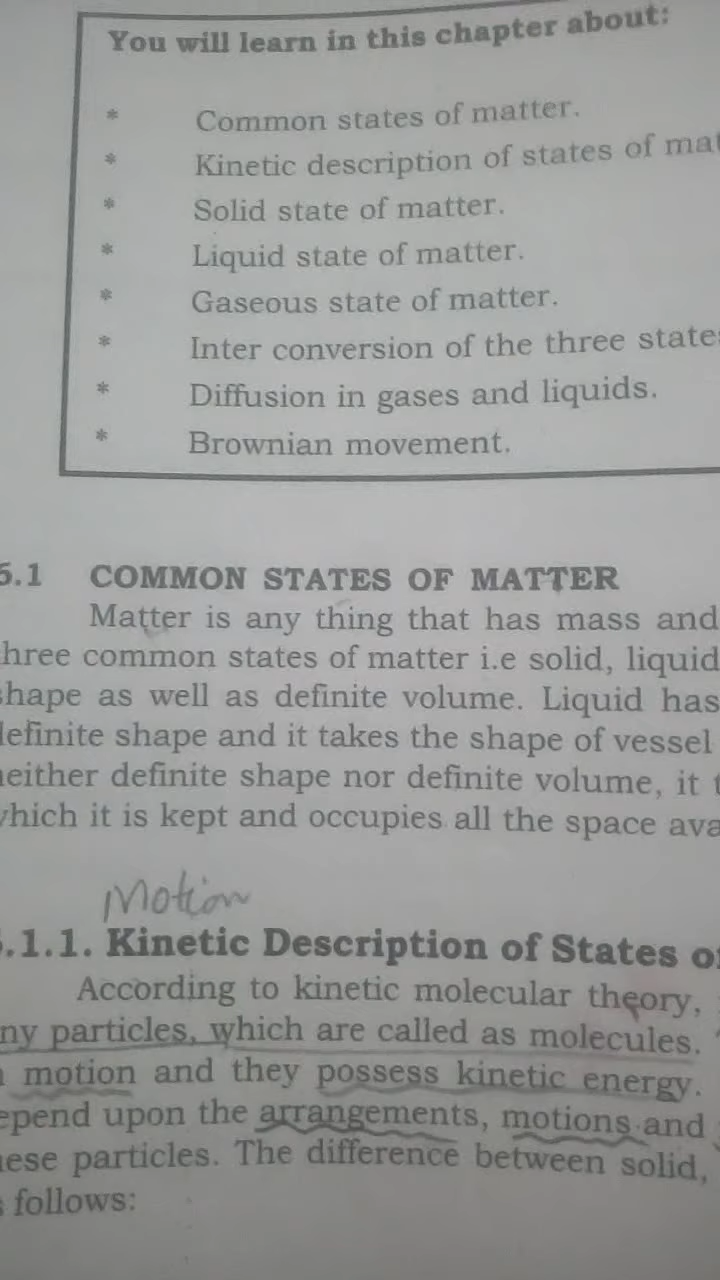 You will learn in this chapter about:
* Common states of matter.
* Kinetic description of states of mat
* Solid state of matter.
* Liquid state of matter.
* Gaseous state of matter.
* Inter conversion of the three state
* Diffusion in gases and liquids.
* Brownian movement.
5.1 COMMON STATES OF MATTER
Matter is any thing that has mass and
hree common states of matter i.e solid, liquid
shape as well as definite volume. Liquid has
definite shape and it takes the shape of vessel
neither definite shape nor definite volume, it t
which it is kept and occupies all the space ava
Motion
.1.1. Kinetic Description of States o
According to kinetic molecular theory,
ny particles, which are called as molecules.
motion and they possess kinetic energy.
epend upon the arrangements, motions and
hese particles. The difference between solid,
follows: